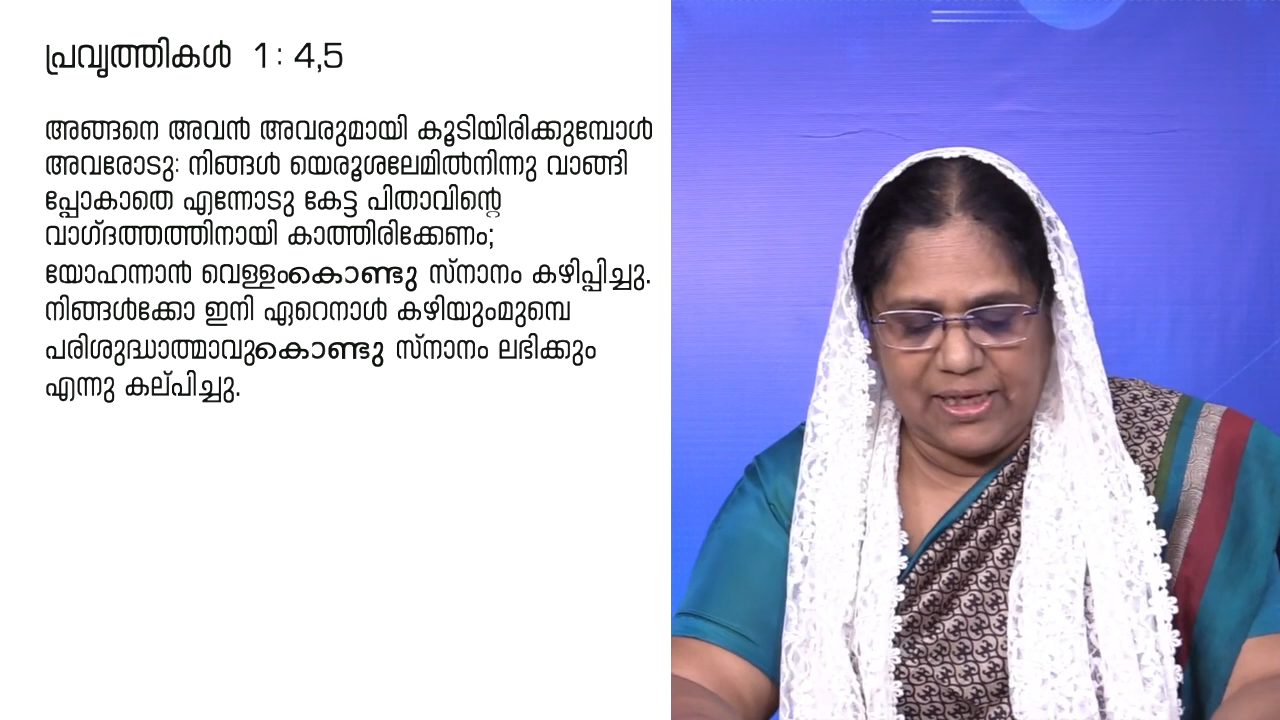 പ്രവൃത്തികൾ 1 : 4,5
അങ്ങനെ അവൻ അവരുമായി കൂടിയിരിക്കുമ്പോൾ
അവരോടു: നിങ്ങൾ യെരൂശലേമിൽനിന്നു വാങ്ങി
പ്പോകാതെ എന്നോടു കേട്ട പിതാവിന്റെ
വാഗ്ദത്തത്തിനായി കാത്തിരിക്കേണം;
യോഹന്നാൻ വെള്ളംകൊണ്ടു സ്നാനം കഴിപ്പിച്ചു.
നിങ്ങൾക്കോ ഇനി ഏറെനാൾ കഴിയുംമുമ്പെ
പരിശുദ്ധാത്മാവുകൊണ്ടു സ്നാനം ലഭിക്കും
എന്നു കല്പിച്ചു.